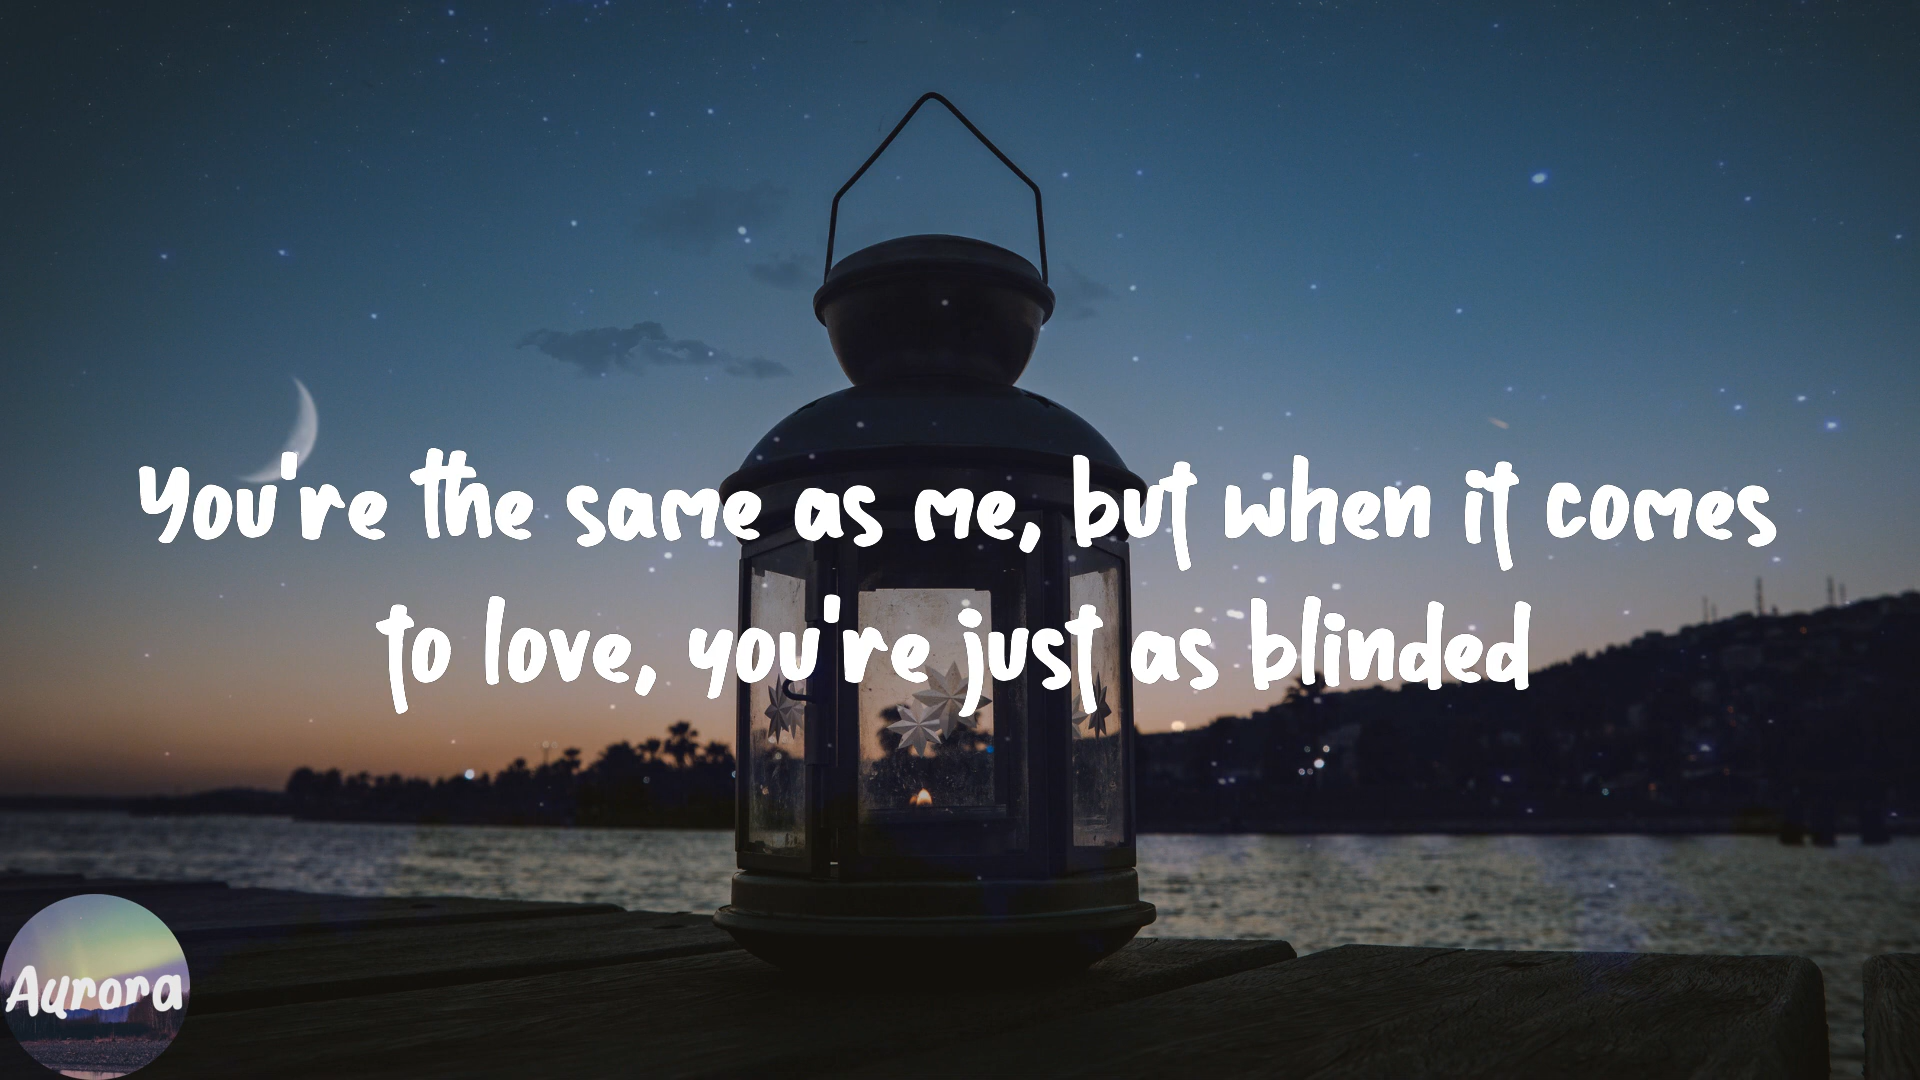 You're the same as me, but when it comes
to love, you're just as blinded
Aurora